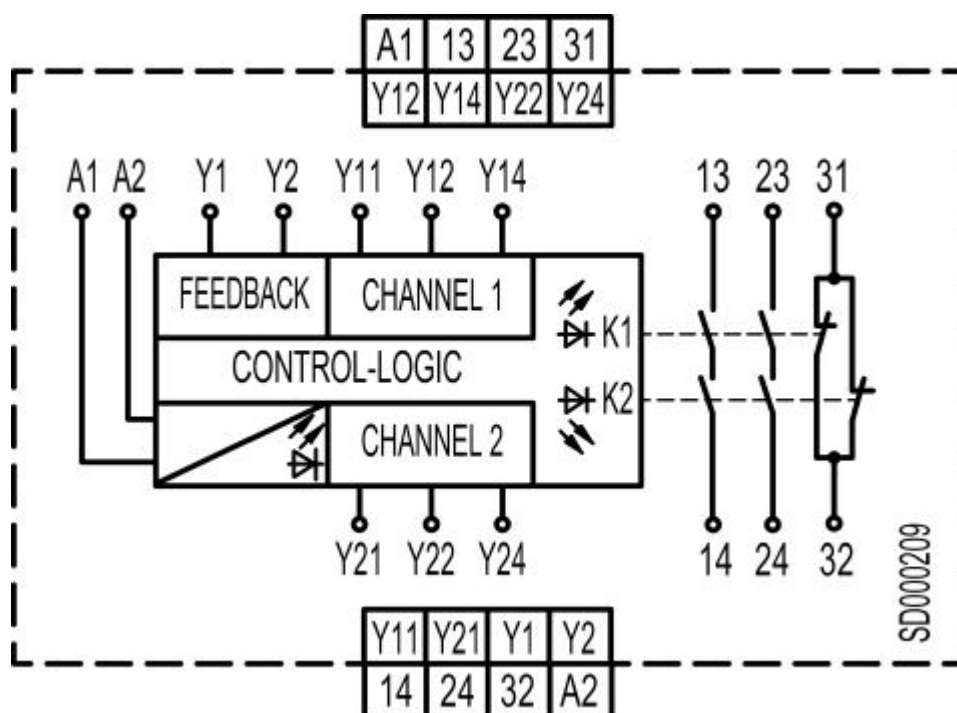 A1 13 23 31
Y12 Y14 Y22 Y24
A1 A2 Y1 Y2 Y11 Y12 Y14 13 23 31
FEEDBACK CHANNEL 1
K1
CONTROL-LOGIC
K2
CHANNEL 2
Y21 Y22 Y24 14 24 32
SD000209
Y11 Y21 Y1 Y2
14 24 32 A2